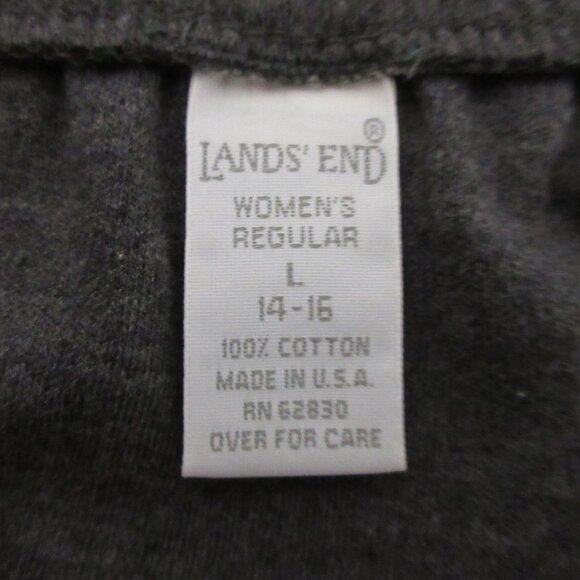 LANDS' END®
WOMEN'S
REGULAR
L
14-16
100% COTTON
MADE IN U.S.A.
RN 62830
OVER FOR CARE